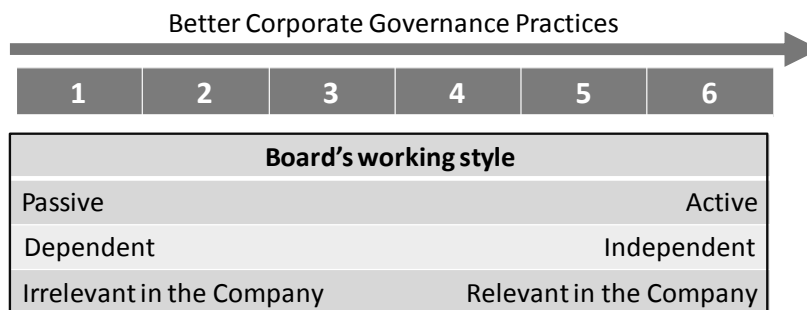 Better Corporate Governance Practices
1 2 3 4 5 6
Board's working style
Passive Active
Dependent Independent
Irrelevant in the Company Relevant in the Company